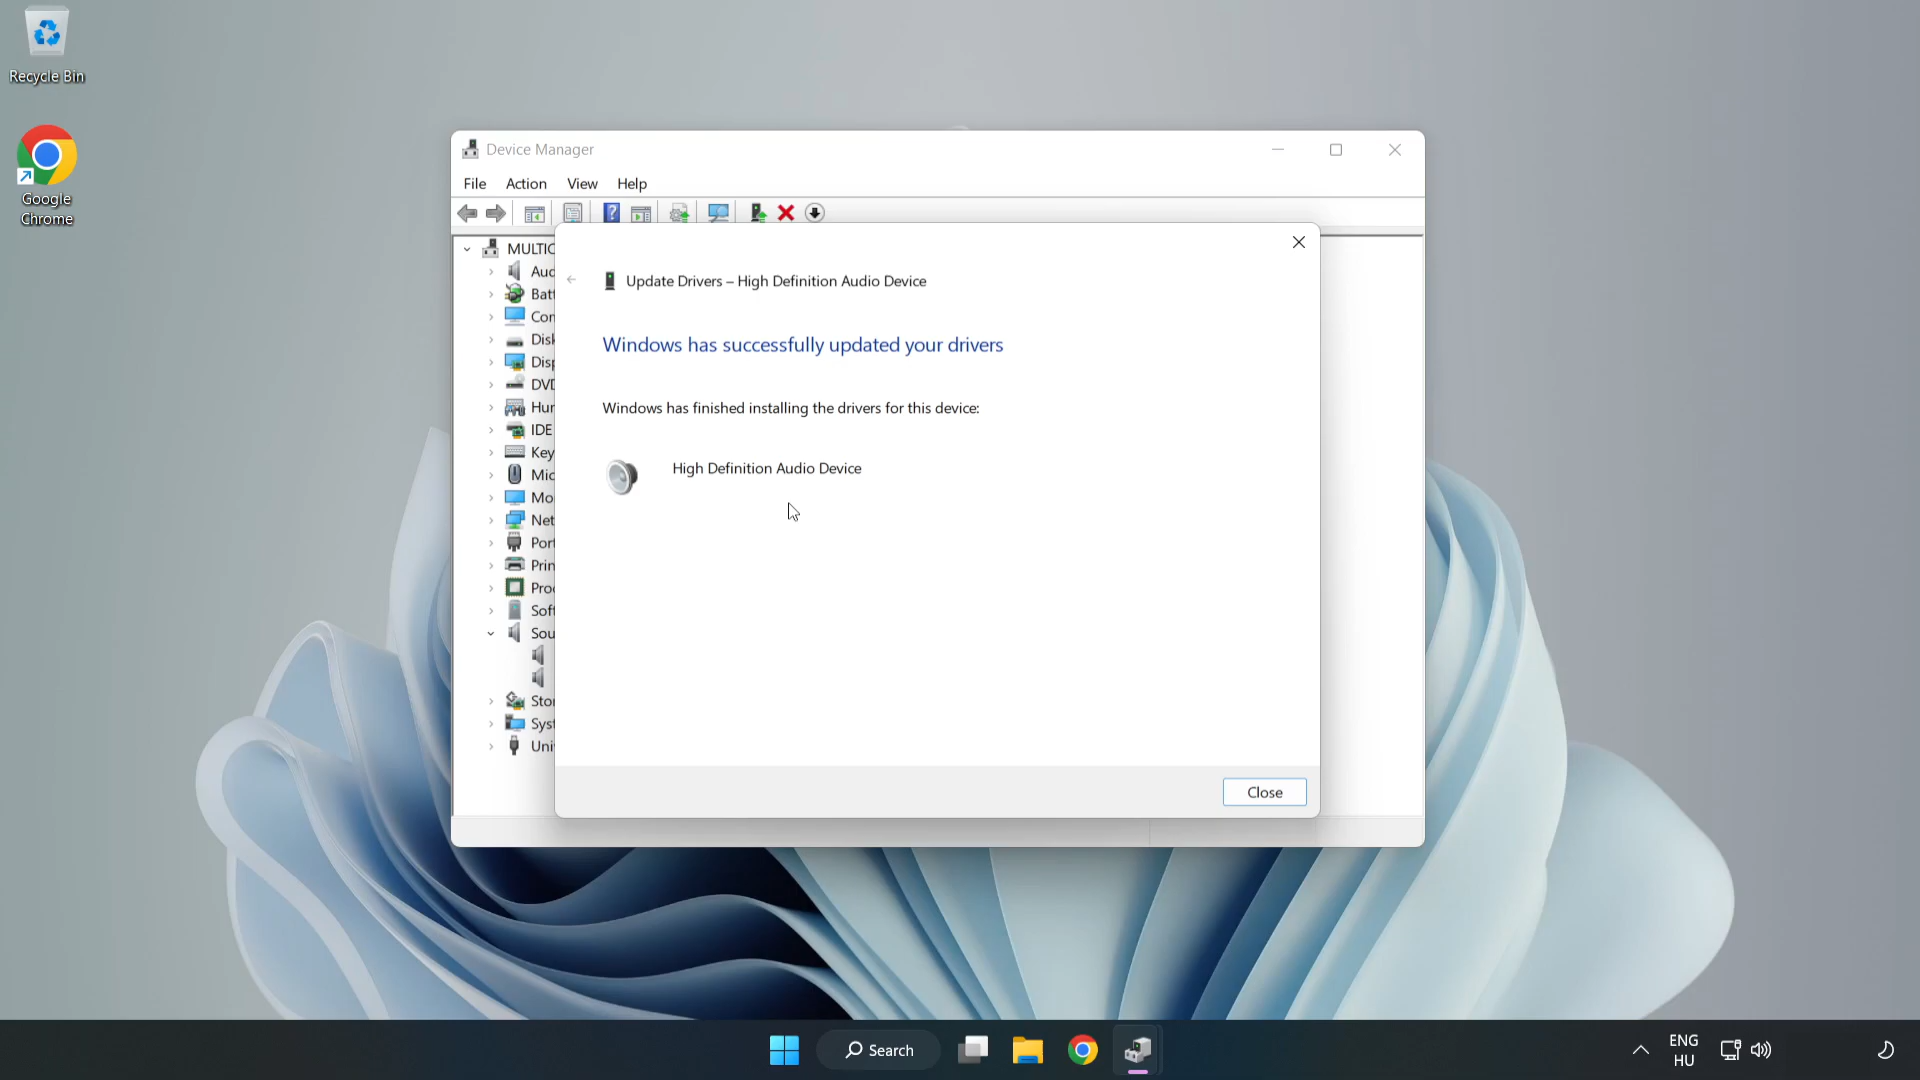 Recycle Bin
Google
Chrome
Device Manager
File Action View Help
Update Drivers – High Definition Audio Device
Windows has successfully updated your drivers
Windows has finished installing the drivers for this device:
High Definition Audio Device
Close
MULTIC
Aud
Batt
Con
Disk
Disp
DVD
Hur
IDE
Key
Mic
Mor
Net
Port
Prin
Proc
Soft
Sou
Stor
Syst
Uni
Search
ENG
HU